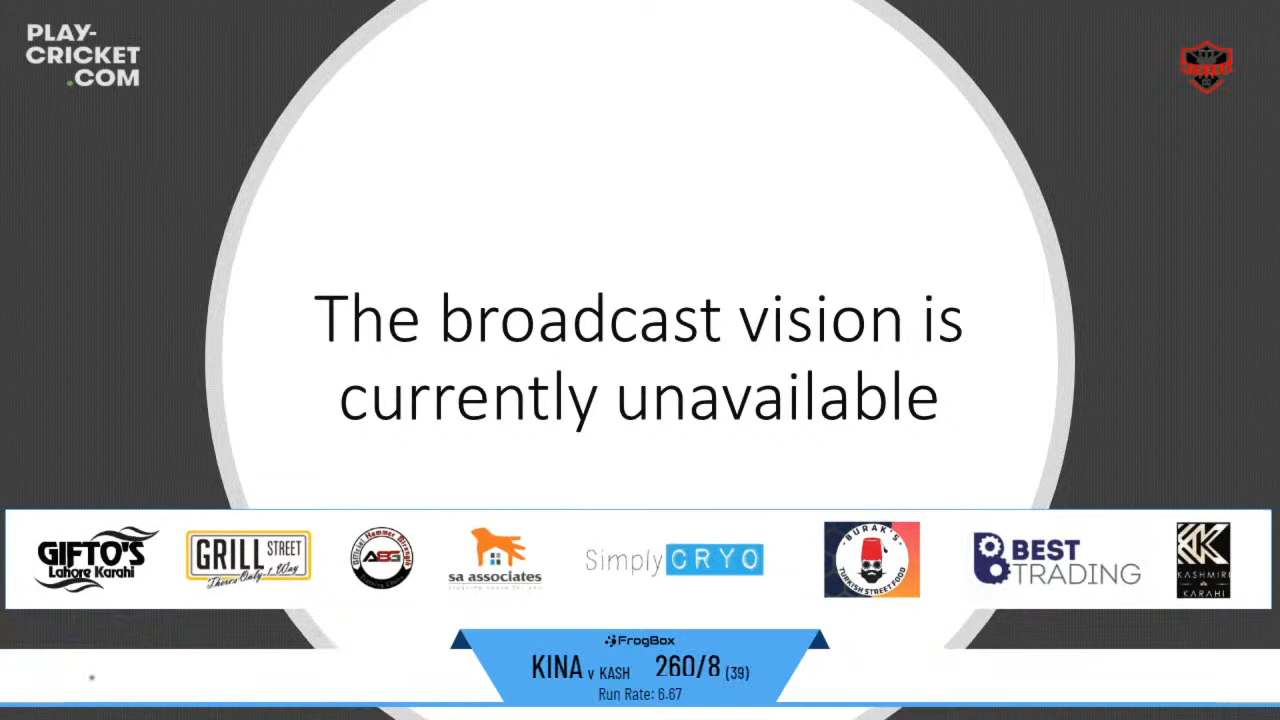 PLAY-
CRICKET
.COM
The broadcast vision is
currently unavailable
GIFTO'S
Lahore Karahi
GRILL STREET
There's Only 1 Way
ABG
sa associates
Simply CRYO
BURAK'S
TURKISH STREET FOOD
BEST
TRADING
KK
KASHMIRI
KARAHI
FrogBox
KINA v KASH 260/8 (39)
Run Rate: 6.67